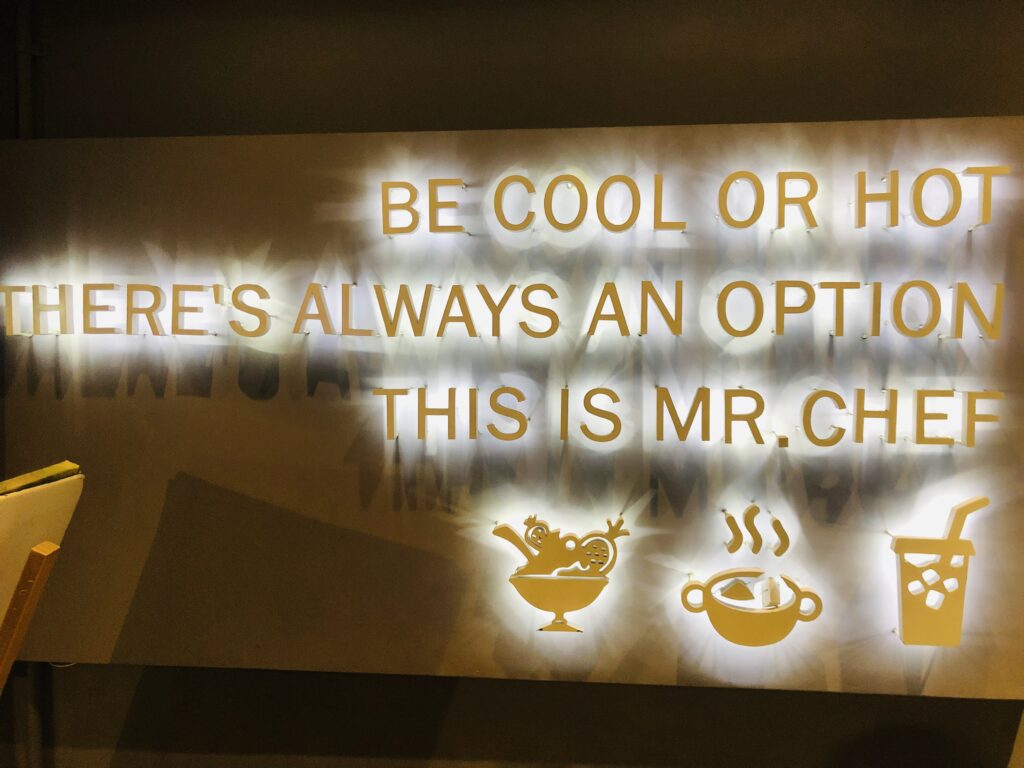 BE COOL OR HOT
THERE'S ALWAYS AN OPTION
THIS IS MR.CHEF